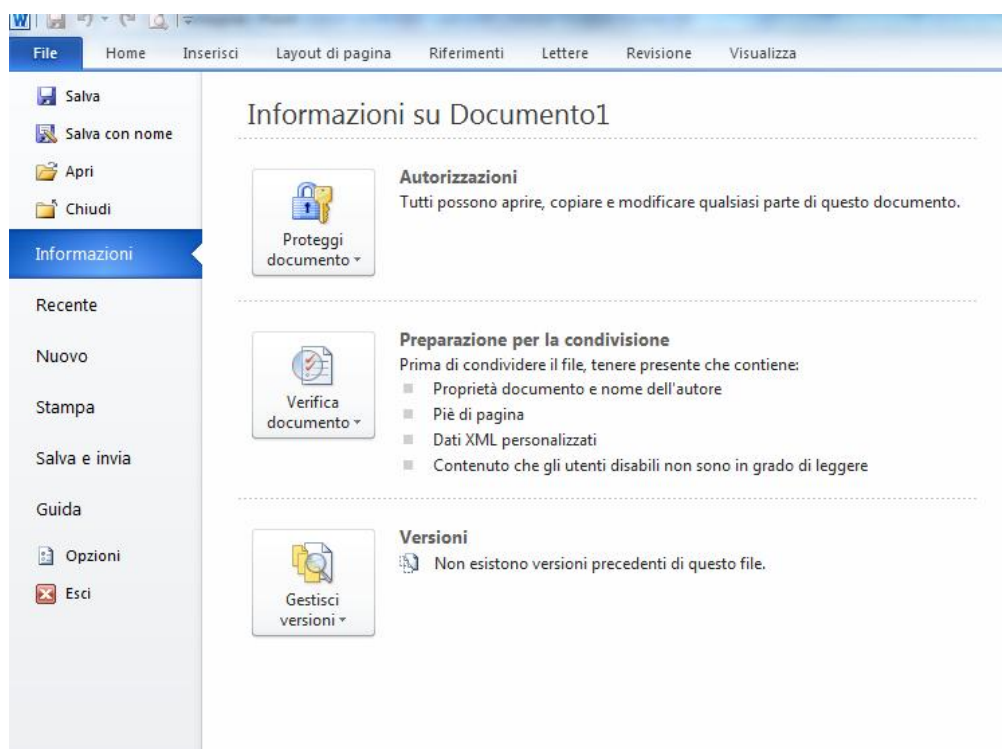 W
File Home Inserisci Layout di pagina Riferimenti Lettere Revisione Visualizza
Salva
Salva con nome
Apri
Chiudi
Informazioni
Recente
Nuovo
Stampa
Salva e invia
Guida
Opzioni
Esci
Informazioni su Documento1
Proteggi
documento
Autorizzazioni
Tutti possono aprire, copiare e modificare qualsiasi parte di questo documento.
Verifica
documento
Preparazione per la condivisione
Prima di condividere il file, tenere presente che contiene:
Proprietà documento e nome dell'autore
Piè di pagina
Dati XML personalizzati
Contenuto che gli utenti disabili non sono in grado di leggere
Gestisci
versioni
Versioni
Non esistono versioni precedenti di questo file.